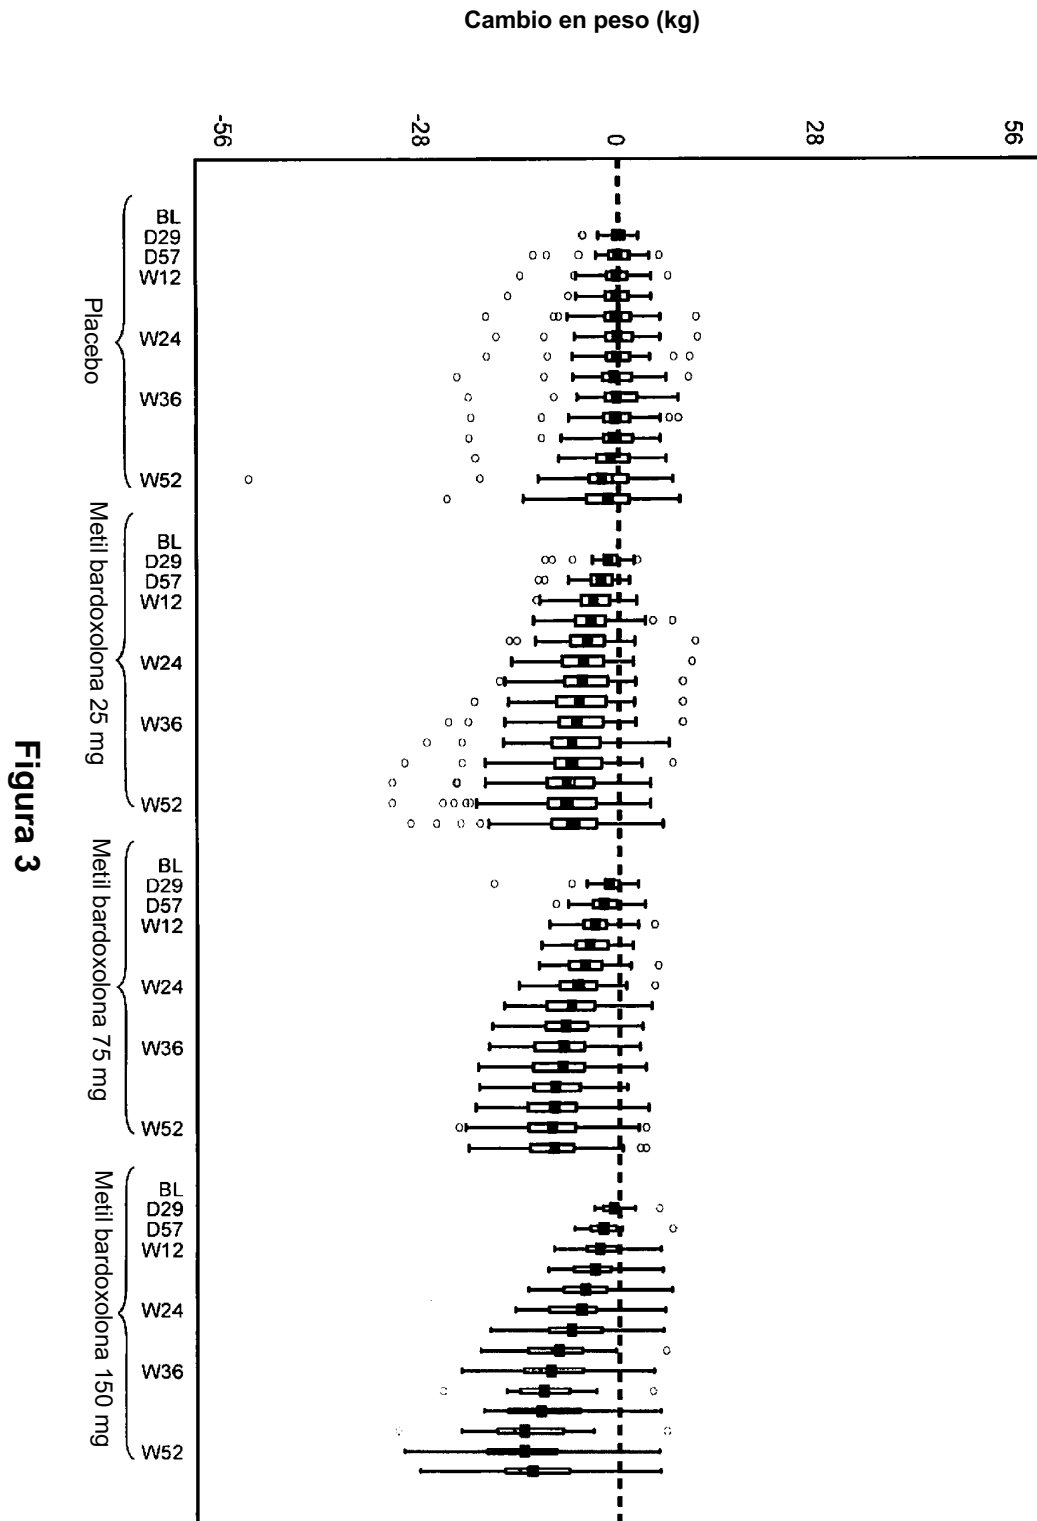 Cambio en peso (kg)
56
28
0
-28
-56
BL
D29
D57
W12
W24
W36
W52
Placebo
BL
D29
D57
W12
W24
W36
W52
Metil bardoxolona 25 mg
BL
D29
D57
W12
W24
W36
W52
Metil bardoxolona 75 mg
BL
D29
D57
W12
W24
W36
W52
Metil bardoxolona 150 mg
Figura 3